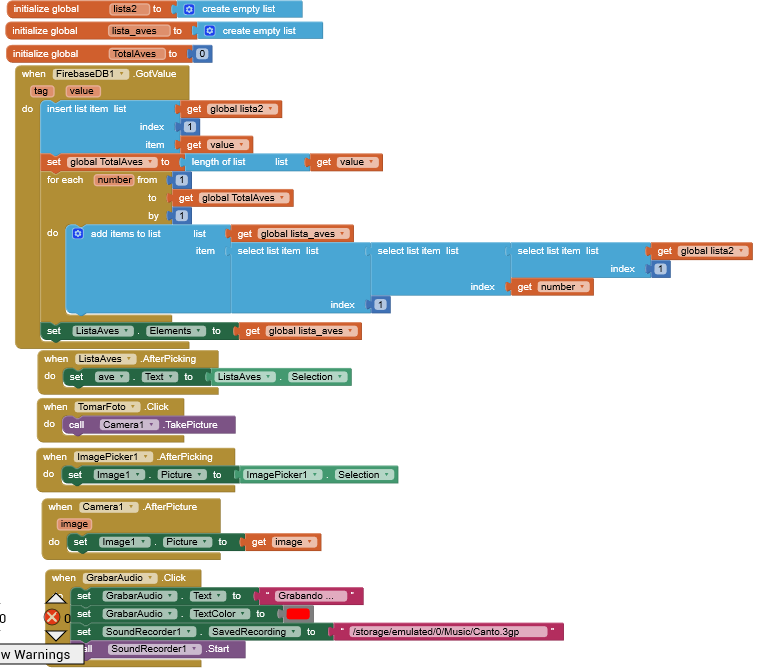 initialize global lista2 to create empty list
initialize global lista_aves to create empty list
initialize global TotalAves to 0
when FirebaseDB1 .GotValue
tag value
do insert list item list get global lista2
index 1
item get value
set global TotalAves to length of list list get value
for each number from 1
to get global TotalAves
by 1
do add items to list list get global lista_aves
item select list item list select list item list select list item list get global lista2
index 1
index get number
index 1
set ListaAves . Elements to get global lista_aves
when ListaAves .AfterPicking
do set ave . Text to ListaAves . Selection
when TomarFoto .Click
do call Camera1 .TakePicture
when ImagePicker1 .AfterPicking
do set Image1 . Picture to ImagePicker1 . Selection
when Camera1 .AfterPicture
image
do set Image1 . Picture to get image
when GrabarAudio .Click
set GrabarAudio . Text to " Grabando ... "
0 0 set GrabarAudio . TextColor to
set SoundRecorder1 . SavedRecording to " /storage/emulated/0/Music/Canto.3gp "
w Warnings all SoundRecorder1 .Start